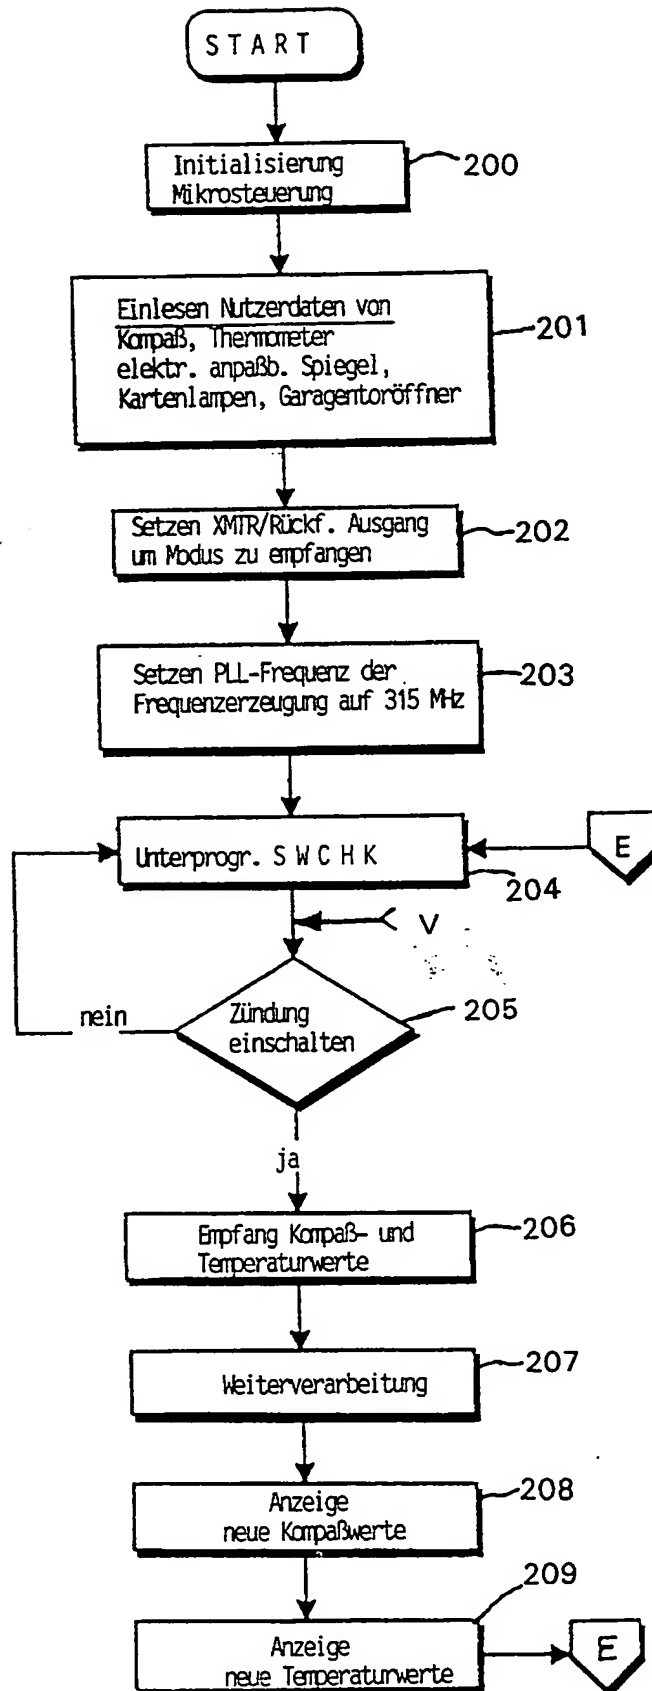 START
Initialisierung
Mikrosteuerung
200
Einlesen Nutzerdaten von
Kompaß, Thermometer
elektr. anpaßb. Spiegel,
Kartenlampen, Garagentoröffner
201
Setzen XMTR/Rückf. Ausgang
um Modus zu empfangen
202
Setzen PLL-Frequenz der
Frequenzerzeugung auf 315 MHz
203
Unterprogr. SWCHK
204
E
V
Zündung
einschalten
205
nein
ja
Empfang Kompaß- und
Temperaturwerte
206
Weiterverarbeitung
207
Anzeige
neue Kompaßwerte
208
Anzeige
neue Temperaturwerte
209
E